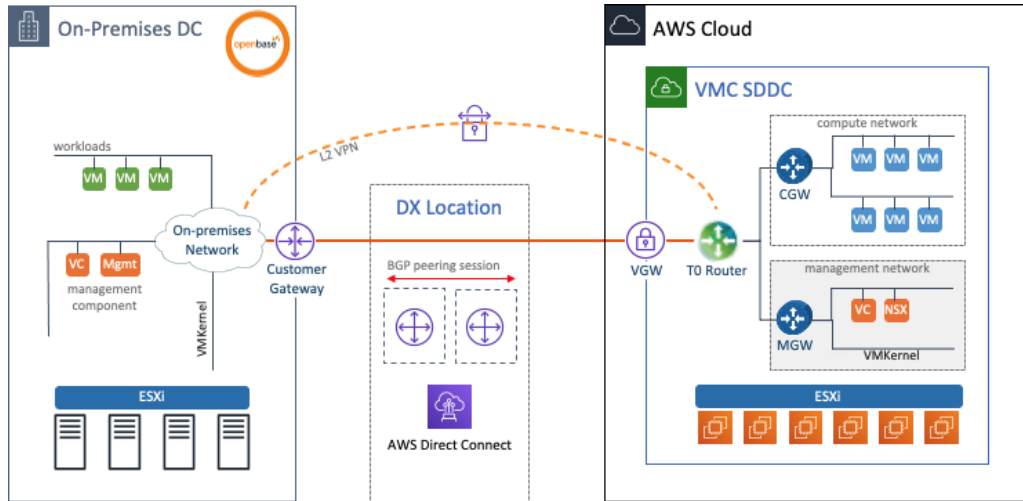 On-Premises DC
openbase
workloads
VM VM VM
On-premises
Network
VC Mgmt
management
component
VMKernel
ESXi
Customer
Gateway
L2 VPN
DX Location
BGP peering session
AWS Direct Connect
AWS Cloud
VMC SDDC
VGW
T0 Router
compute network
VM VM VM
CGW
VM VM VM
management network
VC NSX
MGW
VMKernel
ESXi